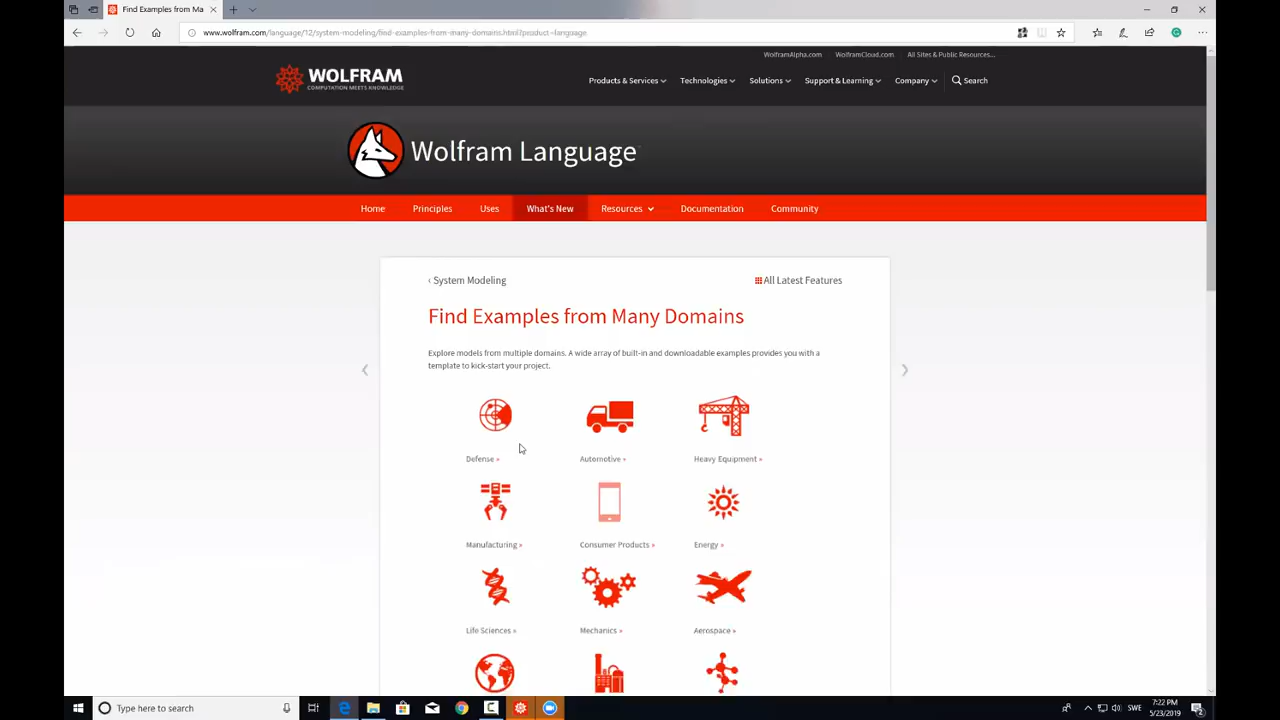 Find Examples from Ma
www.wolfram.com/language/12/system-modeling/find-examples-from-many-domains.html?product=language
WolframAlpha.com WolframCloud.com All Sites & Public Resources...
WOLFRAM
COMPUTATION MEETS KNOWLEDGE
Products & Services Technologies Solutions Support & Learning Company Search
Wolfram Language
Home Principles Uses What's New Resources Documentation Community
‹ System Modeling All Latest Features
Find Examples from Many Domains
Explore models from multiple domains. A wide array of built-in and downloadable examples provides you with a
template to kick-start your project.
Defense » Automotive » Heavy Equipment »
Manufacturing » Consumer Products » Energy »
Life Sciences » Mechanics » Aerospace »
Type here to search
SWE
7:22 PM
5/23/2019
2